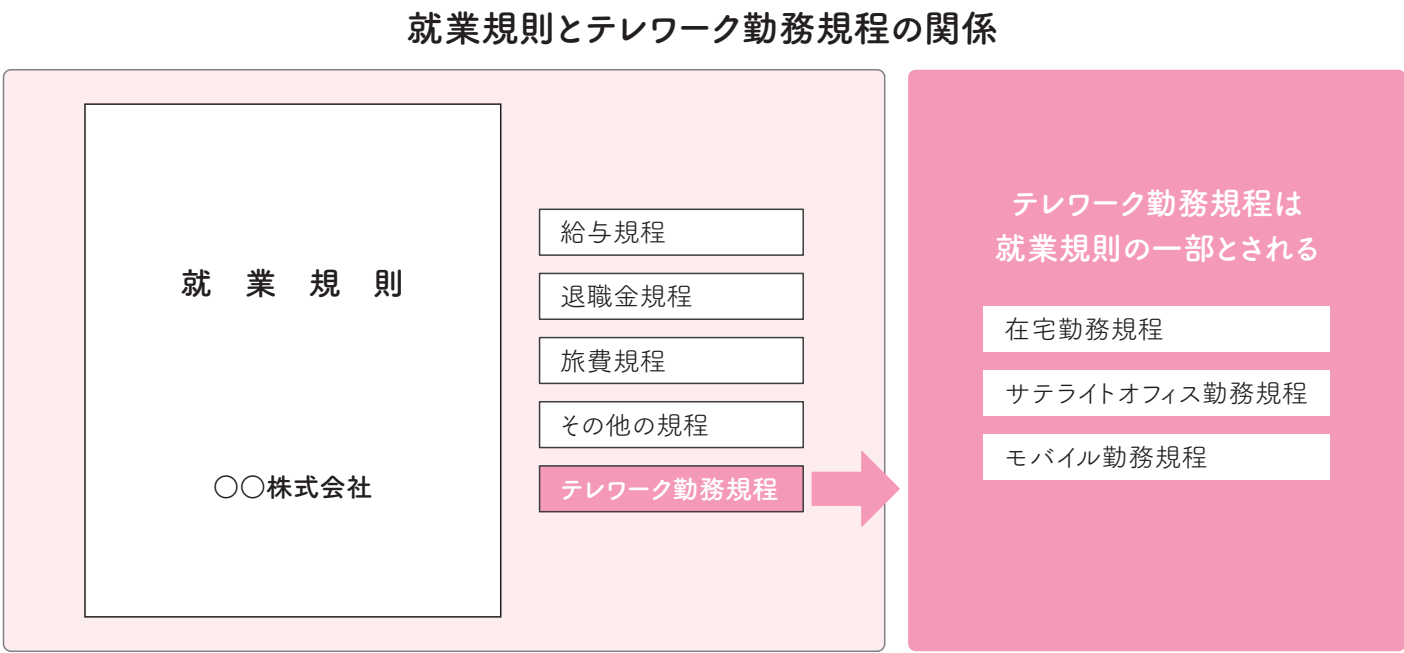 就業規則とテレワーク勤務規程の関係
就業規則
〇〇株式会社
給与規程
退職金規程
旅費規程
その他の規程
テレワーク勤務規程
テレワーク勤務規程は
就業規則の一部とされる
在宅勤務規程
サテライトオフィス勤務規程
モバイル勤務規程